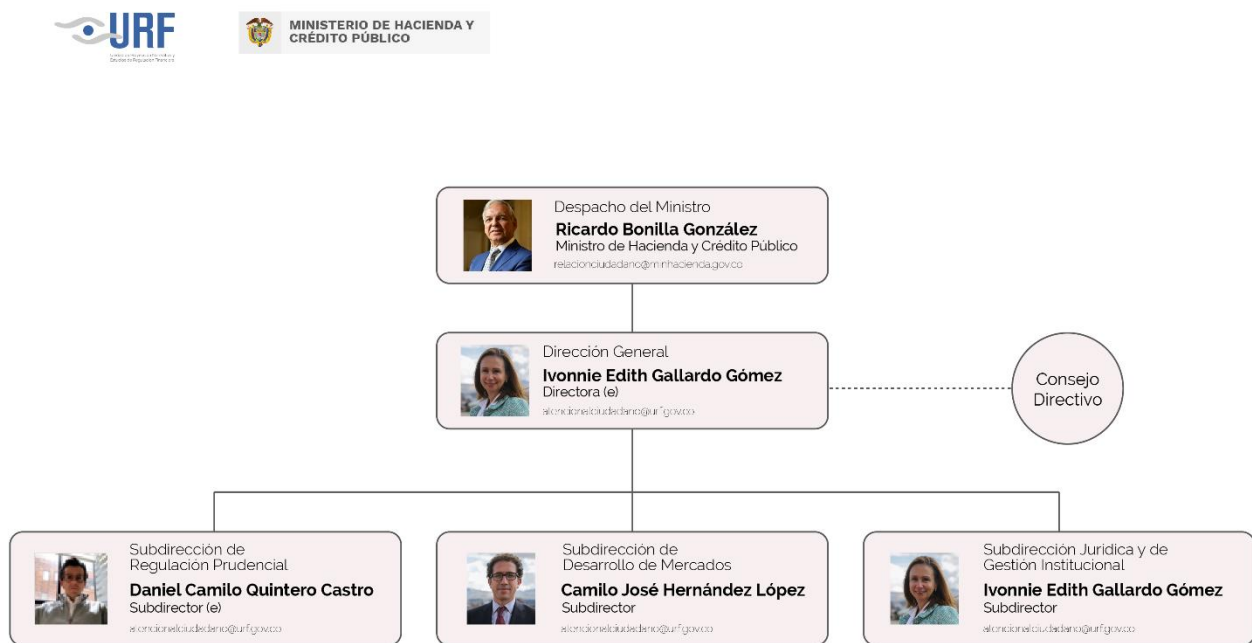 URF
MINISTERIO DE HACIENDA Y
CRÉDITO PÚBLICO
Despacho del Ministro
Ricardo Bonilla González
Ministro de Hacienda y Crédito Público
relacionciudadano@minhacienda.gov.co
Dirección General
Ivonnie Edith Gallardo Gómez
Directora (e)
atencionalciudadano@urf.gov.co
Consejo
Directivo
Subdirección de
Regulación Prudencial
Daniel Camilo Quintero Castro
Subdirector (e)
atencionalciudadano@urf.gov.co
Subdirección de
Desarrollo de Mercados
Camilo José Hernández López
Subdirector
atencionalciudadano@urf.gov.co
Subdirección Juridica y de
Gestión Institucional
Ivonnie Edith Gallardo Gómez
Subdirector
atencionalciudadano@urf.gov.co